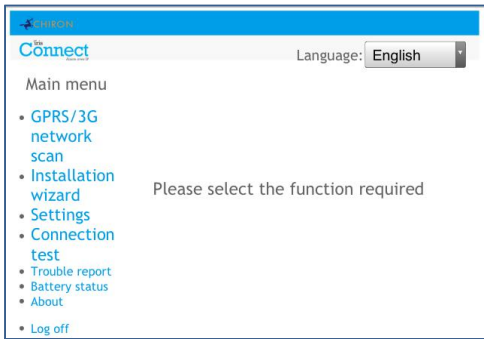 CHIRON
Connect
Language: English
Main menu
GPRS/3G
network
scan
Installation
wizard
Settings
Connection
test
Trouble report
Battery status
About
Log off
Please select the function required